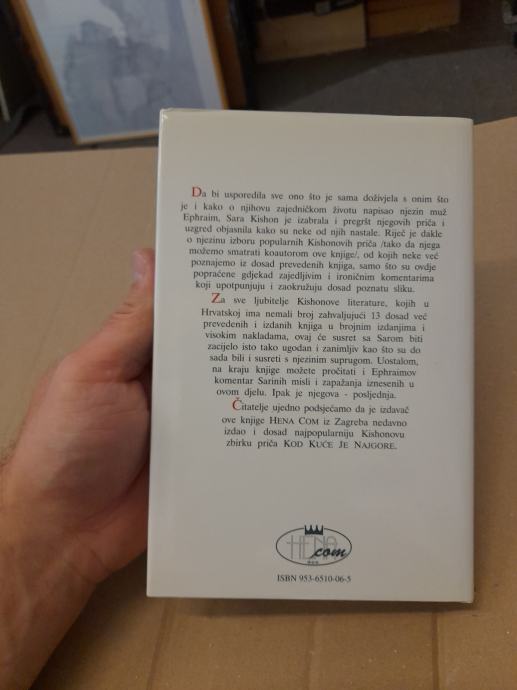 Da bi usporedila sve ono što je sama doživjela s onim što
je i kako o njihovu zajedničkom životu napisao njezin muž
Ephraim, Sara Kishon je izabrala i pregršt njegovih priča i
uzgred objasnila kako su neke od njih nastale. Riječ je dakle
o njezinu izboru popularnih Kishonovih priča /tako da njega
možemo smatrati koautorom ove knjige/, od kojih neke već
poznajemo iz dosad prevedenih knjiga, samo što su ovdje
popraćene gdjekad zajedljivim i ironičnim komentarima
koji upotpunjuju i zaokružuju dosad poznatu sliku.
Za sve ljubitelje Kishonove literature, kojih u
Hrvatskoj ima nemali broj zahvaljujući 13 dosad već
prevedenih i izdanih knjiga u brojnim izdanjima i
visokim nakladama, ovaj će susret sa Sarom biti
zacijelo isto tako ugodan i zanimljiv kao što su do
sada bili i susreti s njezinim suprugom. Uostalom,
na kraju knjige možete pročitati i Ephraimov
komentar Sarinih misli i zapažanja iznesenih u
ovom djelu. Ipak je njegova - posljednja.
Čitatelje ujedno podsjećamo da je izdavač
ove knjige HENA COM iz Zagreba nedavno
izdao i dosad najpopularniju Kishonovu
zbirku priča KOD KUĆE JE NAJGORE.
HENA
com
ISBN 953-6510-06-5